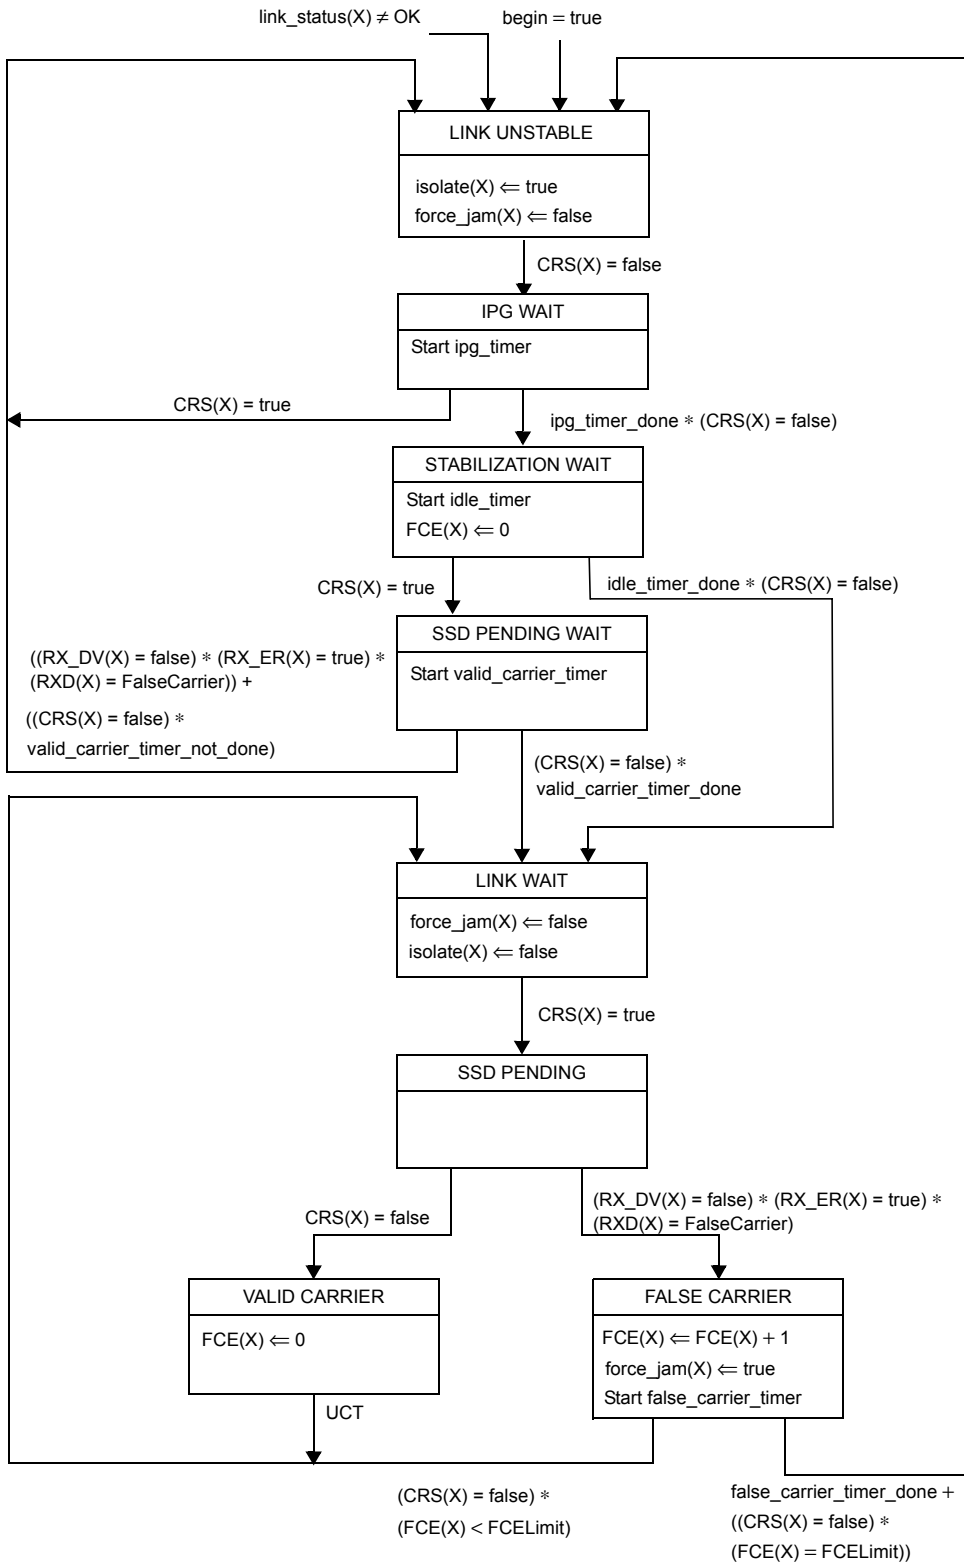 link_status(X) ≠ OK
begin = true
LINK UNSTABLE
isolate(X) ⇐ true
force_jam(X) ⇐ false
CRS(X) = false
IPG WAIT
Start ipg_timer
CRS(X) = true
ipg_timer_done * (CRS(X) = false)
STABILIZATION WAIT
Start idle_timer
FCE(X) ⇐ 0
CRS(X) = true
idle_timer_done * (CRS(X) = false)
SSD PENDING WAIT
Start valid_carrier_timer
((RX_DV(X) = false) * (RX_ER(X) = true) *
(RXD(X) = FalseCarrier)) +
((CRS(X) = false) *
valid_carrier_timer_not_done)
(CRS(X) = false) *
valid_carrier_timer_done
LINK WAIT
force_jam(X) ⇐ false
isolate(X) ⇐ false
CRS(X) = true
SSD PENDING
CRS(X) = false
(RX_DV(X) = false) * (RX_ER(X) = true) *
(RXD(X) = FalseCarrier)
VALID CARRIER
FCE(X) ⇐ 0
UCT
FALSE CARRIER
FCE(X) ⇐ FCE(X) + 1
force_jam(X) ⇐ true
Start false_carrier_timer
(CRS(X) = false) *
(FCE(X) < FCELimit)
false_carrier_timer_done +
((CRS(X) = false) *
(FCE(X) = FCELimit))